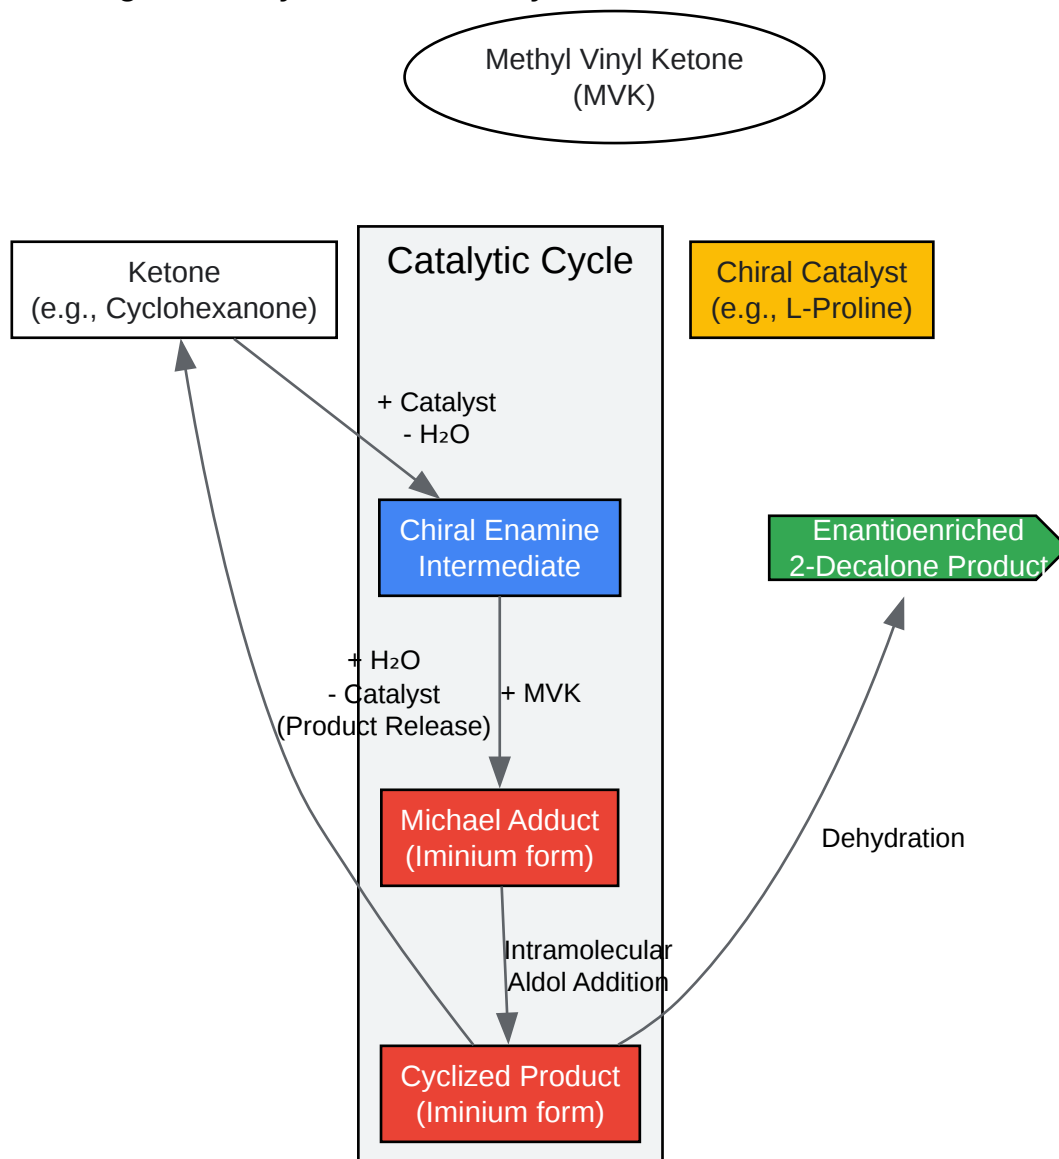 Methyl Vinyl Ketone
(MVK)
Catalytic Cycle
Ketone
(e.g., Cyclohexanone)
Chiral Catalyst
(e.g., L-Proline)
+ Catalyst
- H₂O
Chiral Enamine
Intermediate
Enantioenriched
2-Decalone Product
+ H₂O
- Catalyst
(Product Release)
+ MVK
Michael Adduct
(Iminium form)
Dehydration
Intramolecular
Aldol Addition
Cyclized Product
(Iminium form)